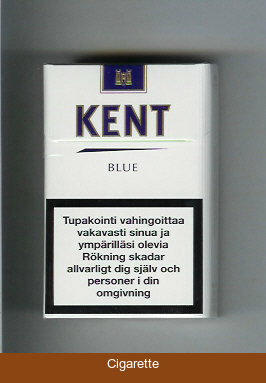 KENT
BLUE
Tupakointi vahingoittaa
vakavasti sinua ja
ympärilläsi olevia
Rökning skadar
allvarligt dig själv och
personer i din
omgivning
Cigarette